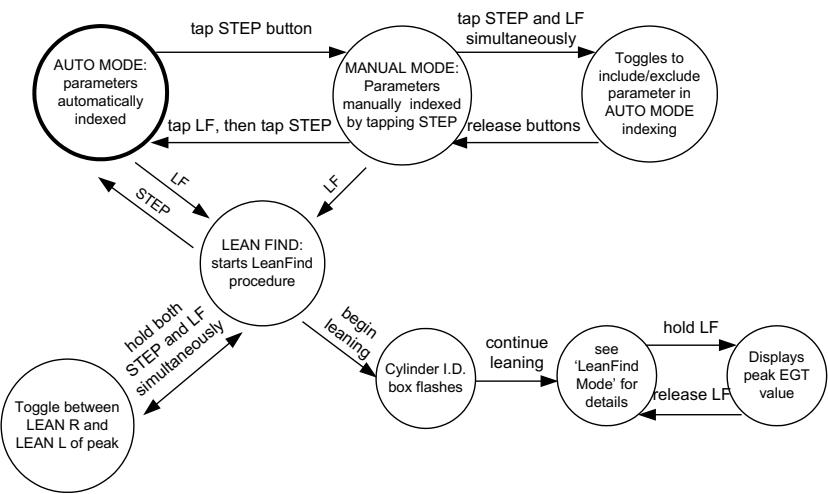 tap STEP button
tap STEP and LF
simultaneously
AUTO MODE:
parameters
automatically
indexed
MANUAL MODE:
Parameters
manually indexed
by tapping STEP
Toggles to
include/exclude
parameter in
AUTO MODE
indexing
tap LF, then tap STEP
release buttons
LF
STEP
LF
LEAN FIND:
starts LeanFind
procedure
hold both
STEP and LF
simultaneously
begin
leaning
Toggle between
LEAN R and
LEAN L of peak
Cylinder I.D.
box flashes
continue
leaning
see
‘LeanFind
Mode’ for
details
hold LF
release LF
Displays
peak EGT
value